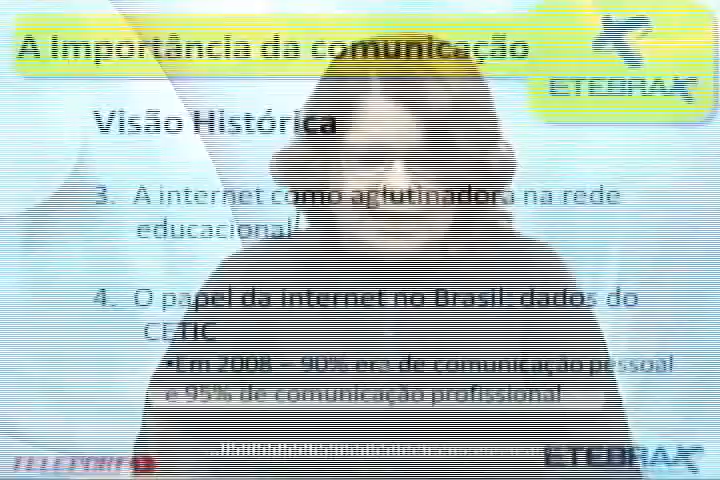 A Importância da comunicação
ETEBRAX
Visão Histórica
3. A internet como aglutinadora na rede
educacional
4. O papel da internet no Brasil: dados do
CETIC
•Em 2008 – 90% era de comunicação pessoal
e 95% de comunicação profissional
ETEBRAX